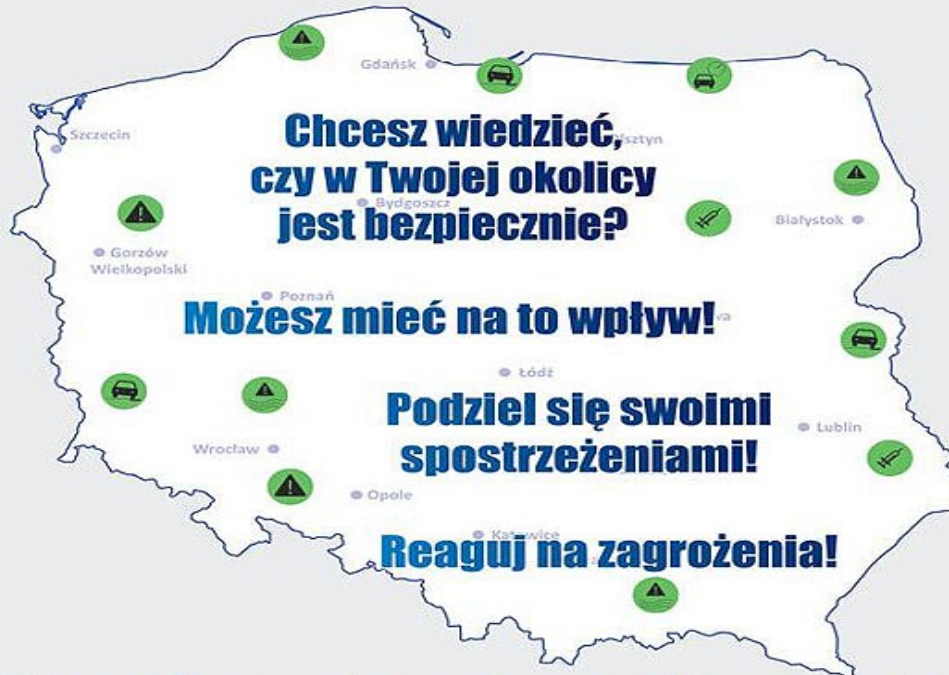 Gdańsk
Chcesz wiedzieć,
Szczecin
czy w Twojej okolicy
Bydgoszcz
jest bezpiecznie?
Białystok
Gorzów
Wielkopolski
Poznań
Możesz mieć na to wpływ!
Łódź
Podziel się swoimi
Lublin
Wrocław
spostrzeżeniami!
Opole
Katowice
Reaguj na zagrożenia!